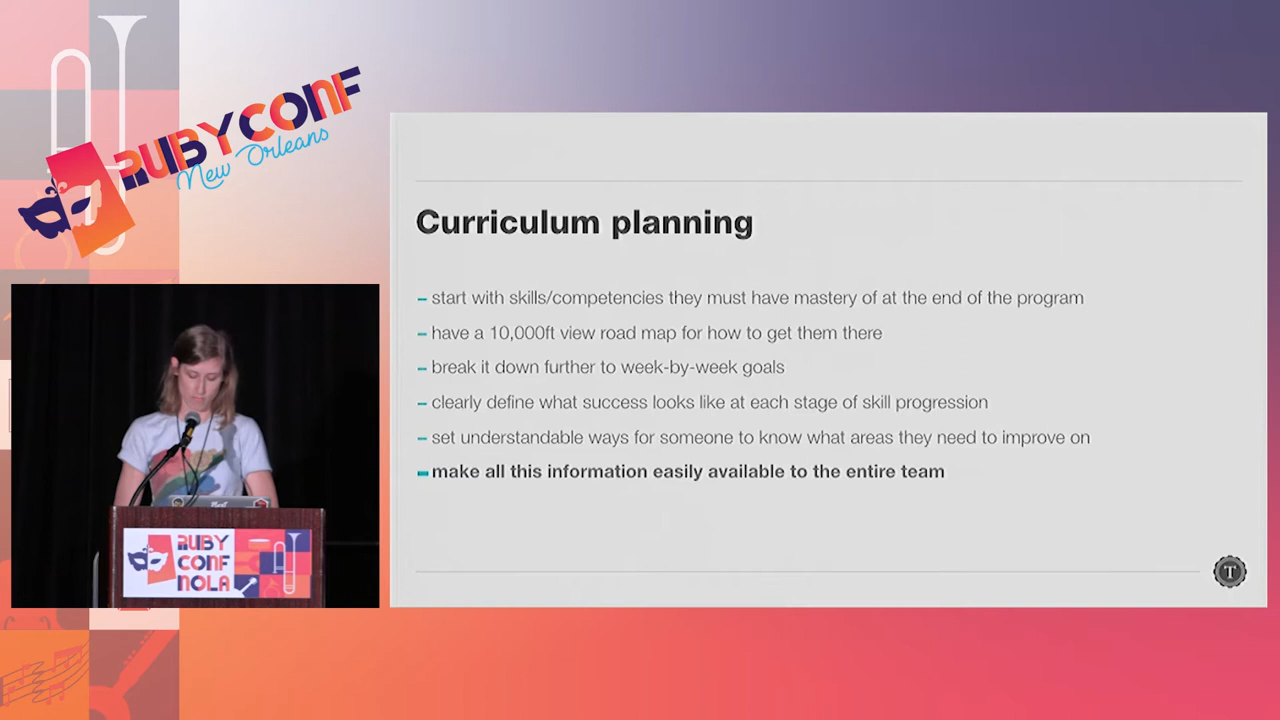 RUBYCONF
New Orleans
Curriculum planning
– start with skills/competencies they must have mastery of at the end of the program
– have a 10,000ft view road map for how to get them there
– break it down further to week-by-week goals
– clearly define what success looks like at each stage of skill progression
– set understandable ways for someone to know what areas they need to improve on
– make all this information easily available to the entire team
T
RUBY
CONF
NOLA